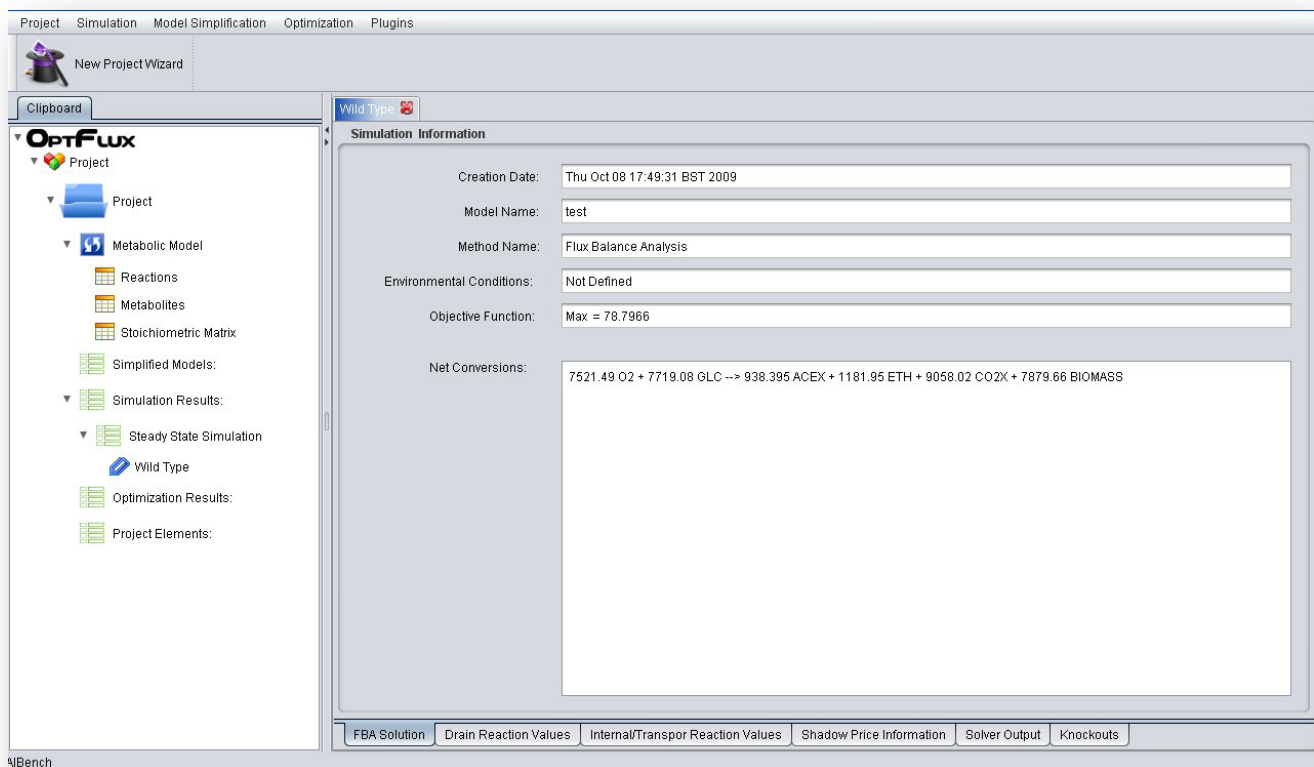 Project Simulation Model Simplification Optimization Plugins
New Project Wizard
Clipboard
OPTFLUX
Project
Project
Metabolic Model
Reactions
Metabolites
Stoichiometric Matrix
Simplified Models:
Simulation Results:
Steady State Simulation
Wild Type
Optimization Results:
Project Elements:
Wild Type
Simulation Information
Creation Date: Thu Oct 08 17:49:31 BST 2009
Model Name: test
Method Name: Flux Balance Analysis
Environmental Conditions: Not Defined
Objective Function: Max = 78.7966
Net Conversions: 7521.49 O2 + 7719.08 GLC --> 938.395 ACEX + 1181.95 ETH + 9058.02 CO2X + 7879.66 BIOMASS
FBA Solution Drain Reaction Values Internal/Transpor Reaction Values Shadow Price Information Solver Output Knockouts
AIBench